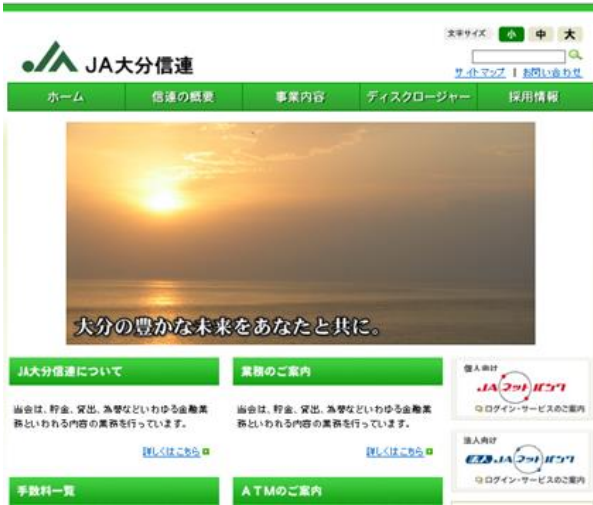 文字サイズ 小 中 大
JA大分信連
サイトマップ | お問い合わせ
ホーム 信連の概要 事業内容 ディスクロージャー 採用情報
大分の豊かな未来をあなたと共に。
JA大分信連について
当会は、貯金、貸出、為替などいわゆる金融業
務といわれる内容の業務を行っています。
詳しくはこちら
業務のご案内
当会は、貯金、貸出、為替などいわゆる金融業
務といわれる内容の業務を行っています。
詳しくはこちら
手数料一覧
ATMのご案内
個人向け
JAネットバンク
ログイン・サービスのご案内
法人向け
法人JAネットバンク
ログイン・サービスのご案内